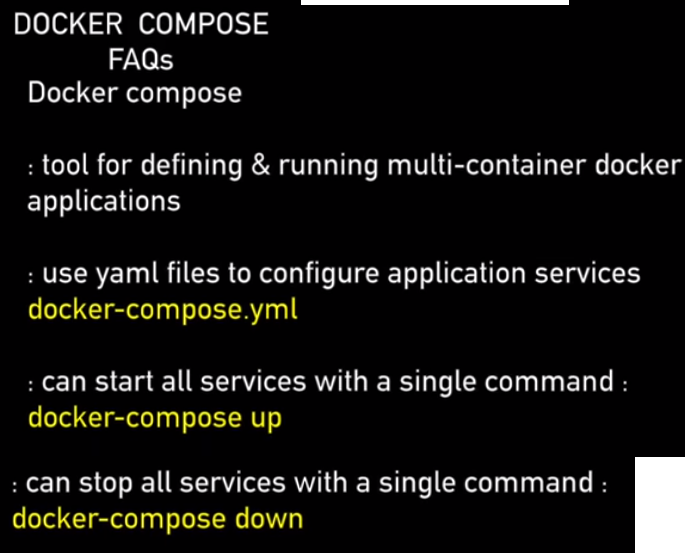 DOCKER COMPOSE
FAQs
Docker compose
: tool for defining & running multi-container docker
applications
: use yaml files to configure application services
docker-compose.yml
: can start all services with a single command :
docker-compose up
: can stop all services with a single command :
docker-compose down